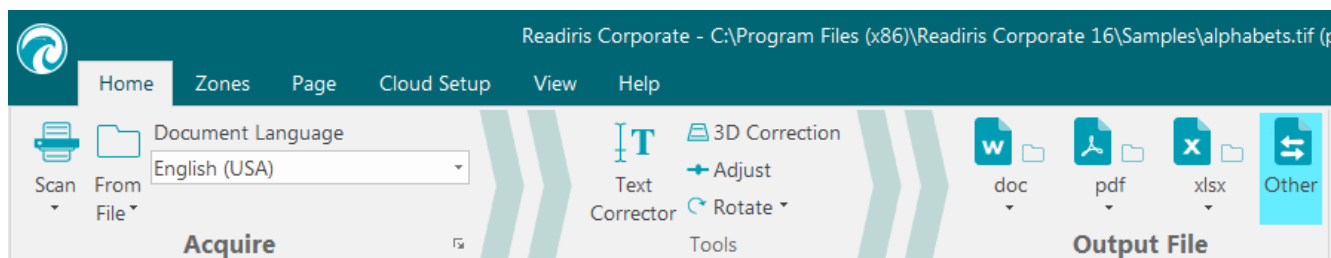 Readiris Corporate - C:\Program Files (x86)\Readiris Corporate 16\Samples\alphabets.tif (p
Home Zones Page Cloud Setup View Help
Document Language
English (USA)
Scan
From
File
Acquire
Text
Corrector
3D Correction
Adjust
Rotate
Tools
doc
pdf
xlsx
Other
Output File